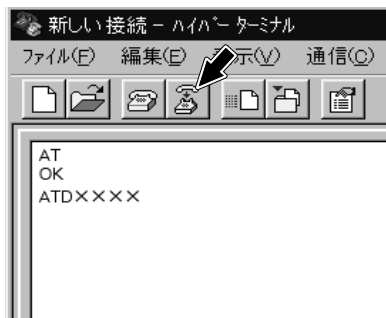 新しい接続 - ハイパーターミナル
ファイル(F) 編集(E) 表示(V) 通信(C)
AT
OK
ATD××××